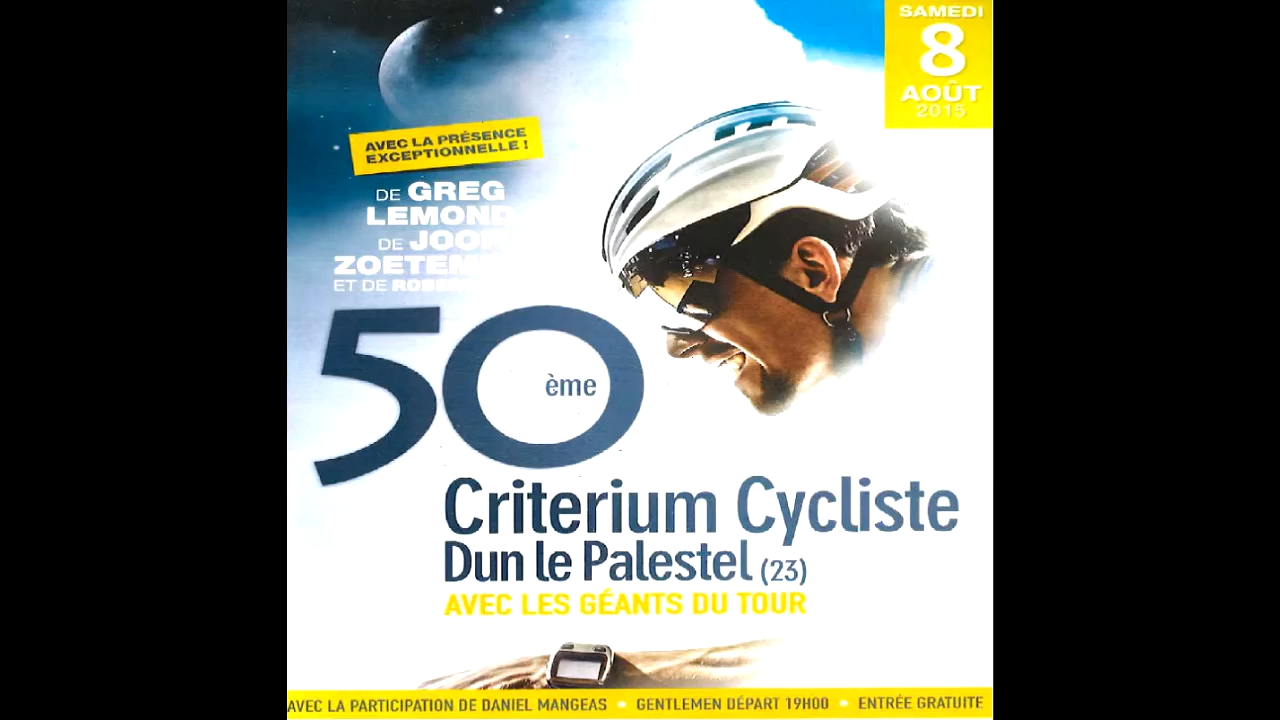 SAMEDI
8
AOÛT
2015
AVEC LA PRÉSENCE
EXCEPTIONNELLE !
DE GREG
LEMOND
DE
ET DE
50
ème
Criterium Cycliste
Dun le Palestel (23)
AVEC LES GÉANTS DU TOUR
AVEC LA PARTICIPATION DE DANIEL MANGEAS • GENTLEMEN DÉPART 19H00 • ENTRÉE GRATUITE